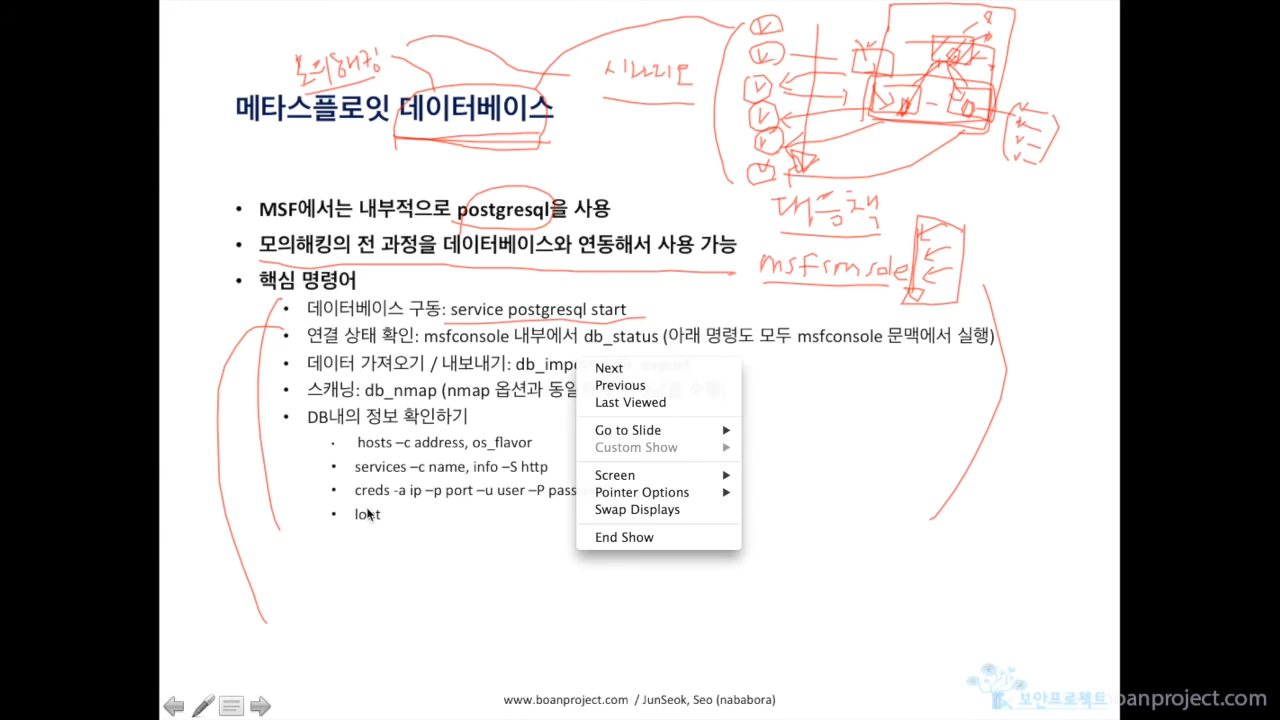 모의해킹
시나리오
메타스플로잇 데이터베이스
대응책
• MSF에서는 내부적으로 postgresql을 사용
• 모의해킹의 전 과정을 데이터베이스와 연동해서 사용 가능
msfconsole
• 핵심 명령어
• 데이터베이스 구동: service postgresql start
• 연결 상태 확인: msfconsole 내부에서 db_status (아래 명령도 모두 msfconsole 문맥에서 실행)
• 데이터 가져오기 / 내보내기:
• 스캐닝: db_nmap (nmap 옵션과
• DB내의 정보 확인하기
• hosts –c address, os_flavor
• services –c name, info –S http
• creds -a ip –p port –u user –P
Next
Previous
Last Viewed
Go to Slide
Custom Show
Screen
Pointer Options
Swap Displays
End Show
www.boanproject.com / JunSeok, Seo (nababora)
보안프로젝트
boanproject.com